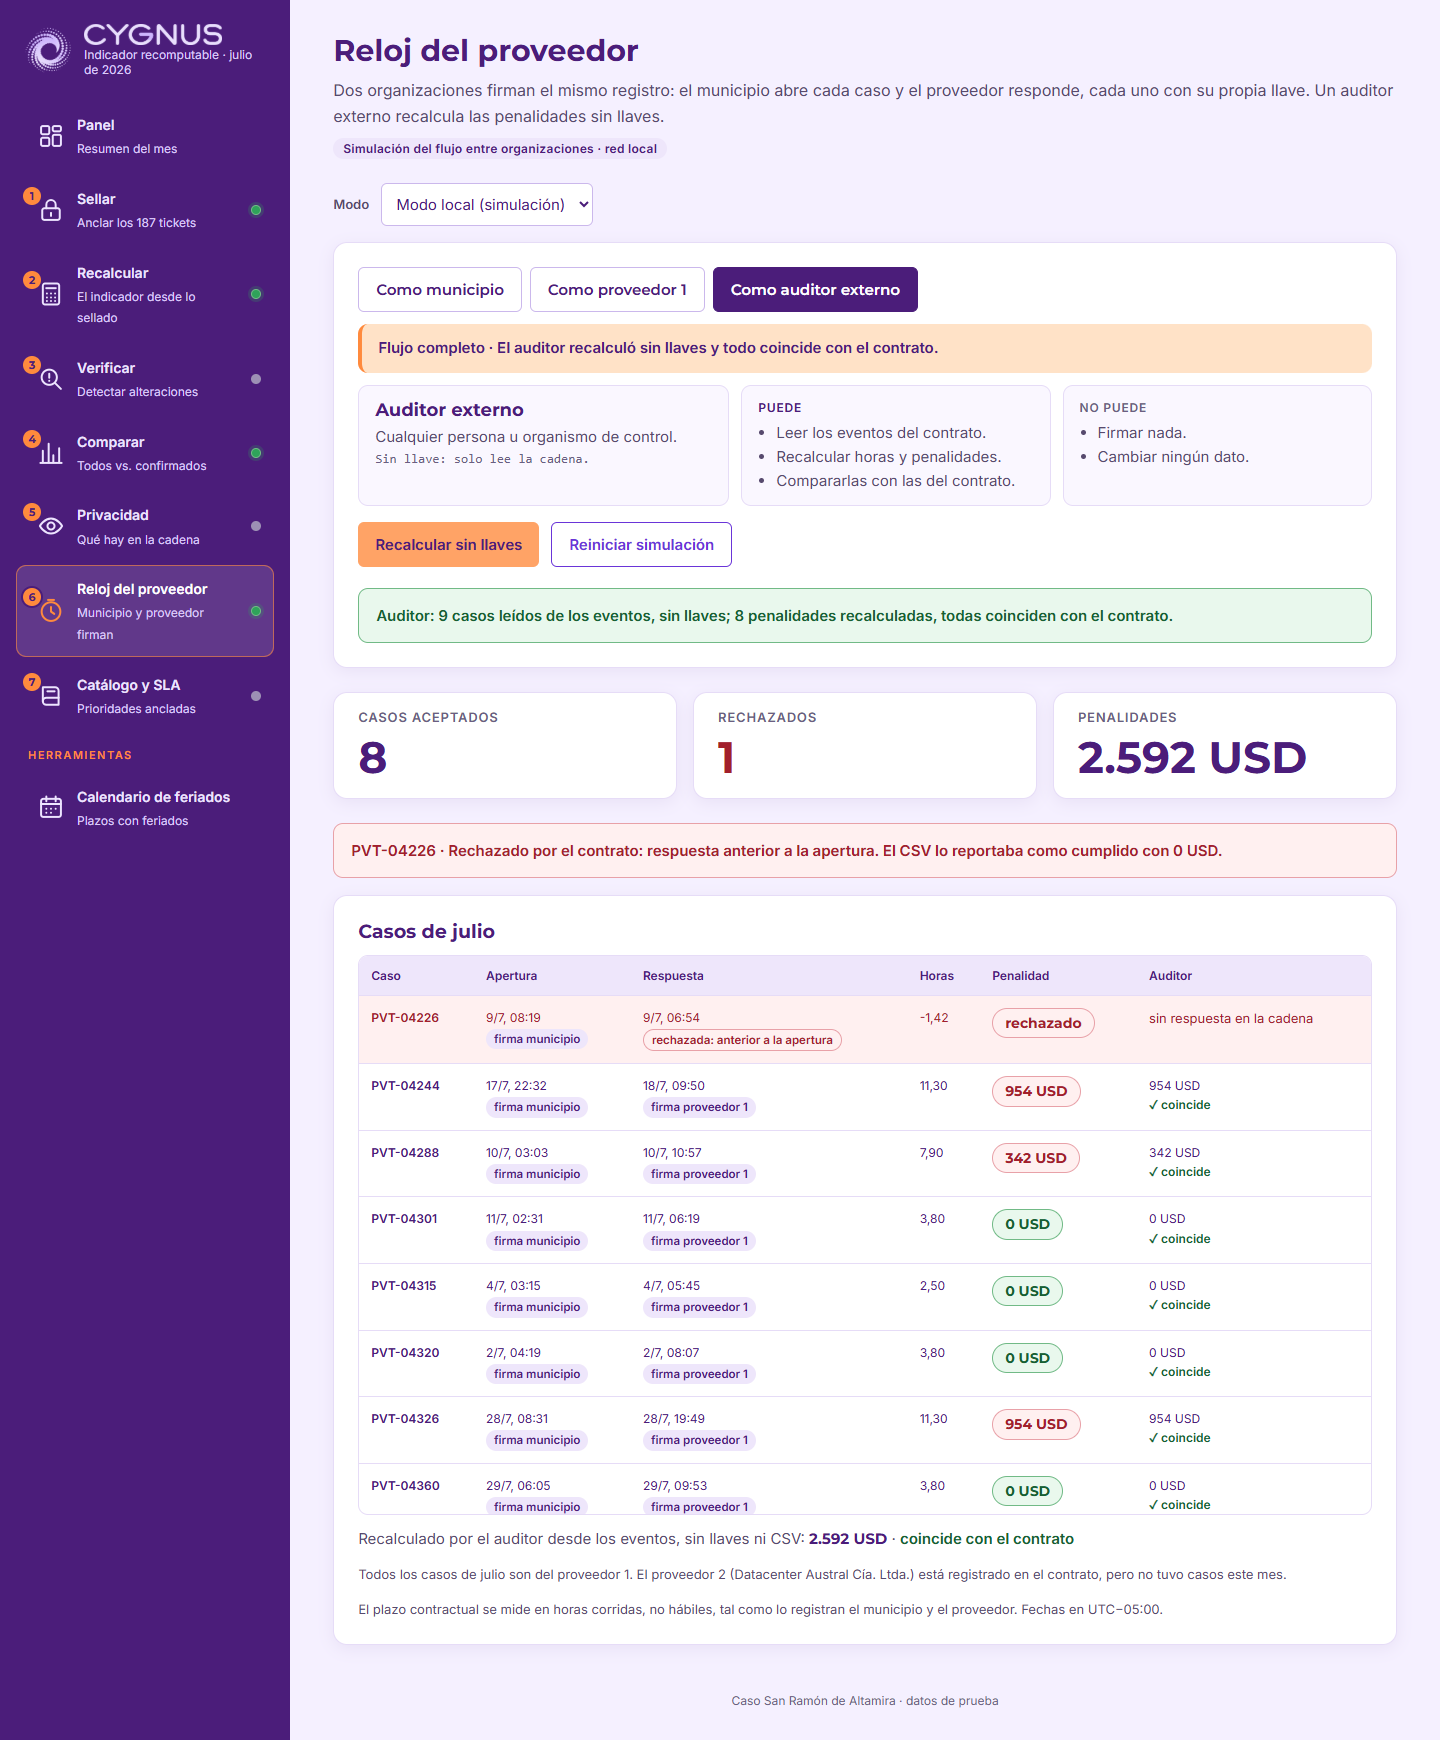 CYGNUS
Indicador recomputable · julio
de 2026
Panel
Resumen del mes
1
Sellar
Anclar los 187 tickets
2
Recalcular
El indicador desde lo
sellado
3
Verificar
Detectar alteraciones
4
Comparar
Todos vs. confirmados
5
Privacidad
Qué hay en la cadena
6
Reloj del proveedor
Municipio y proveedor
firman
7
Catálogo y SLA
Prioridades ancladas
HERRAMIENTAS
Calendario de feriados
Plazos con feriados
Reloj del proveedor
Dos organizaciones firman el mismo registro: el municipio abre cada caso y el proveedor responde, cada uno con su propia llave. Un auditor
externo recalcula las penalidades sin llaves.
Simulación del flujo entre organizaciones · red local
Modo Modo local (simulación)
Como municipio Como proveedor 1 Como auditor externo
Flujo completo · El auditor recalculó sin llaves y todo coincide con el contrato.
Auditor externo
Cualquier persona u organismo de control.
Sin llave: solo lee la cadena.
PUEDE
• Leer los eventos del contrato.
• Recalcular horas y penalidades.
• Compararlas con las del contrato.
NO PUEDE
• Firmar nada.
• Cambiar ningún dato.
Recalcular sin llaves Reiniciar simulación
Auditor: 9 casos leídos de los eventos, sin llaves; 8 penalidades recalculadas, todas coinciden con el contrato.
CASOS ACEPTADOS
8
RECHAZADOS
1
PENALIDADES
2.592 USD
PVT-04226 · Rechazado por el contrato: respuesta anterior a la apertura. El CSV lo reportaba como cumplido con 0 USD.
Casos de julio
Caso Apertura Respuesta Horas Penalidad Auditor
PVT-04226 9/7, 08:19 9/7, 06:54 -1,42 rechazado sin respuesta en la cadena
firma municipio rechazada: anterior a la apertura
PVT-04244 17/7, 22:32 18/7, 09:50 11,30 954 USD 954 USD
firma municipio firma proveedor 1 ✓ coincide
PVT-04288 10/7, 03:03 10/7, 10:57 7,90 342 USD 342 USD
firma municipio firma proveedor 1 ✓ coincide
PVT-04301 11/7, 02:31 11/7, 06:19 3,80 0 USD 0 USD
firma municipio firma proveedor 1 ✓ coincide
PVT-04315 4/7, 03:15 4/7, 05:45 2,50 0 USD 0 USD
firma municipio firma proveedor 1 ✓ coincide
PVT-04320 2/7, 04:19 2/7, 08:07 3,80 0 USD 0 USD
firma municipio firma proveedor 1 ✓ coincide
PVT-04326 28/7, 08:31 28/7, 19:49 11,30 954 USD 954 USD
firma municipio firma proveedor 1 ✓ coincide
PVT-04360 29/7, 06:05 29/7, 09:53 3,80 0 USD 0 USD
firma municipio firma proveedor 1 ✓ coincide
Recalculado por el auditor desde los eventos, sin llaves ni CSV: 2.592 USD · coincide con el contrato
Todos los casos de julio son del proveedor 1. El proveedor 2 (Datacenter Austral Cía. Ltda.) está registrado en el contrato, pero no tuvo casos este mes.
El plazo contractual se mide en horas corridas, no hábiles, tal como lo registran el municipio y el proveedor. Fechas en UTC−05:00.
Caso San Ramón de Altamira · datos de prueba